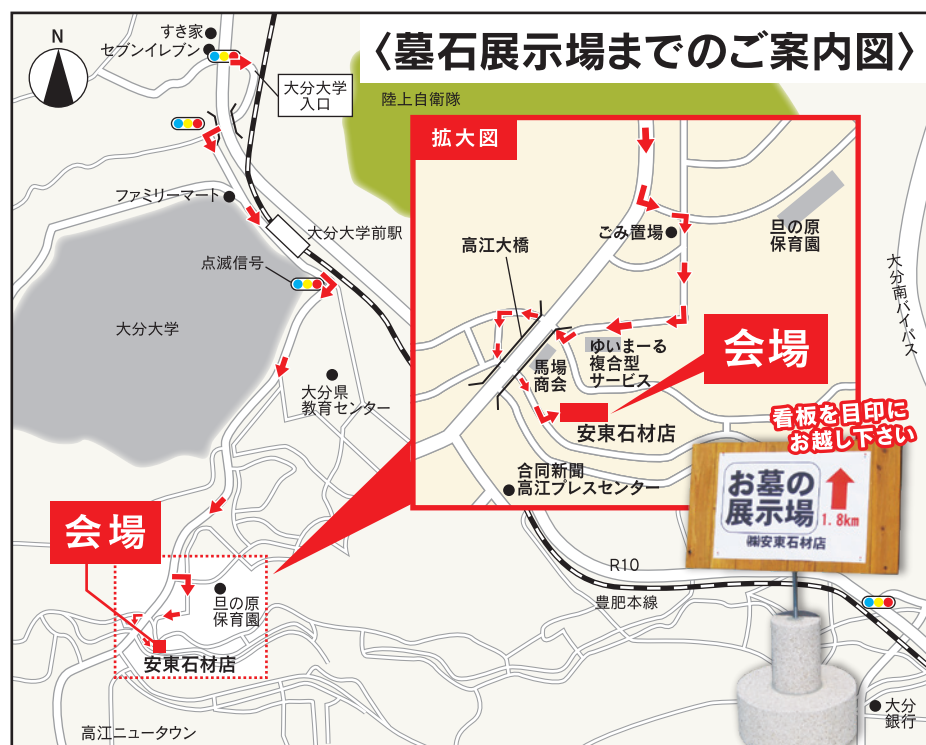 〈墓石展示場までのご案内図〉
N
すき家
セブンイレブン
大分大学
入口
陸上自衛隊
拡大図
ファミリーマート
大分大学前駅
点滅信号
大分大学
大分県
教育センター
高江大橋
ごみ置場
旦の原
保育園
大分南バイパス
馬場
商会
ゆいまーる
複合型
サービス
会場
安東石材店
合同新聞
高江プレスセンター
看板を目印に
お越し下さい
お墓の
展示場
1.8km
㈱安東石材店
会場
旦の原
保育園
安東石材店
R10
豊肥本線
高江ニュータウン
大分
銀行